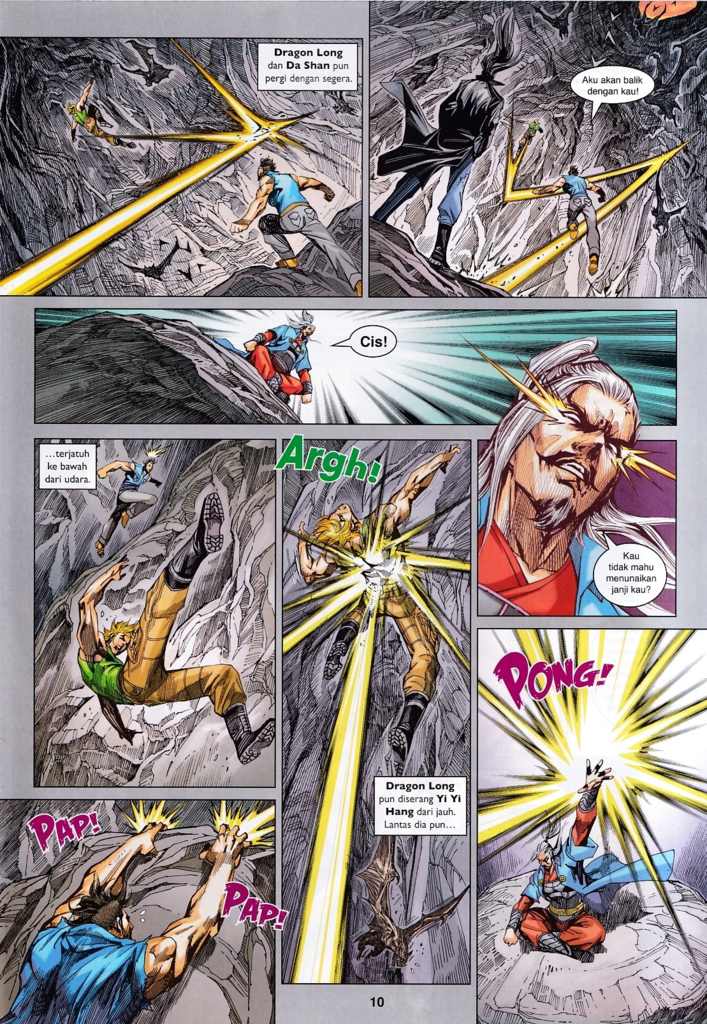 Aku akan balik
dengan kau!
Dragon Long
dan Da Shan pun
pergi dengan segera.
Cis!
Kau
tidak mahu
menunaikan
janji kau?
PONG!
Argh!
Dragon Long
pun diserang Yi Yi
Hang dari jauh.
Lantas dia pun...
...terjatuh
ke bawah
dari udara.
PAP!
PAP!
10